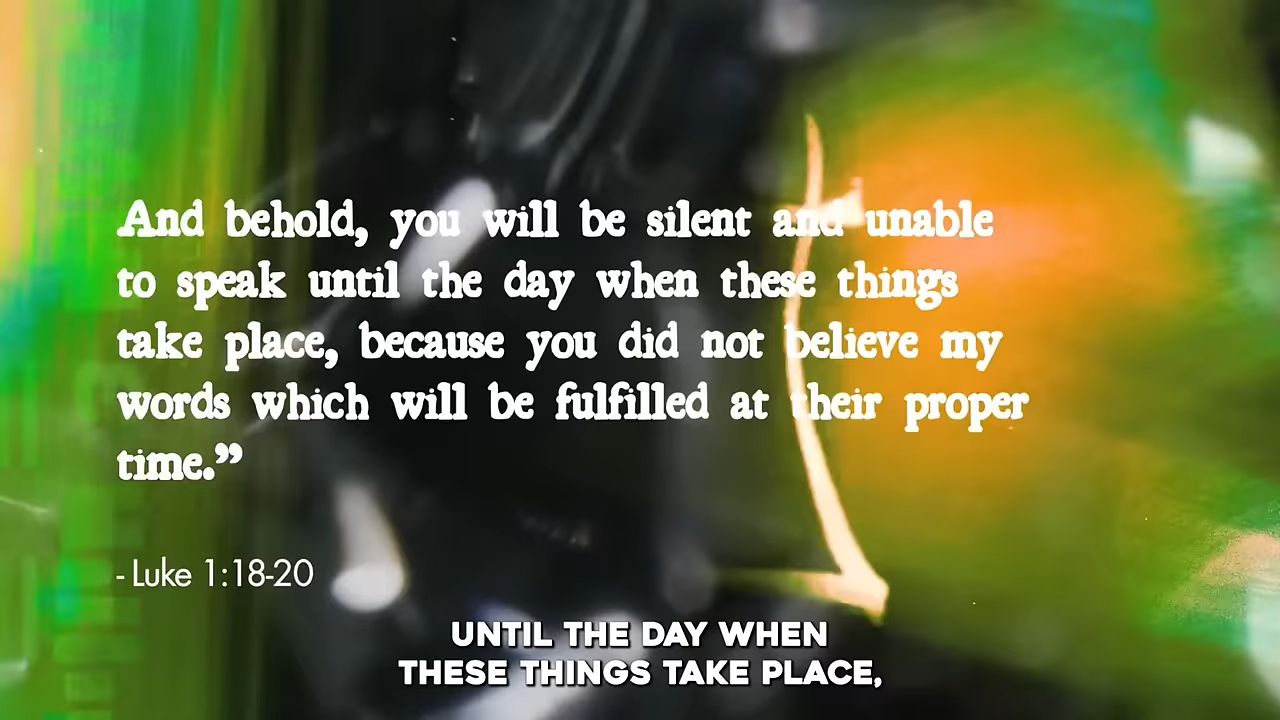 And behold, you will be silent and unable
to speak until the day when these things
take place, because you did not believe my
words which will be fulfilled at their proper
time.”
- Luke 1:18-20
UNTIL THE DAY WHEN
THESE THINGS TAKE PLACE,